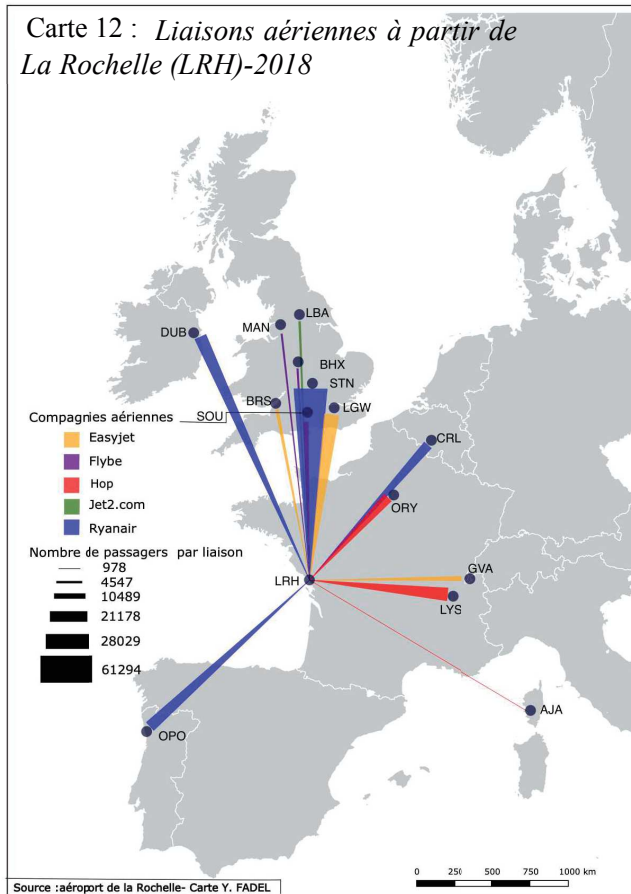 Carte 12 : Liaisons aériennes à partir de
La Rochelle (LRH)-2018
LBA
MAN
DUB
BHX
STN
BRS
LGW
SOU
CRL
ORY
Compagnies aériennes
Easyjet
Flybe
Hop
Jet2.com
Ryanair
Nombre de passagers par liaison
978
4547
10489
21178
28029
61294
LRH
GVA
LYS
AJA
OPO
0 250 500 750 1000 km
Source :aéroport de la Rochelle- Carte Y. FADEL